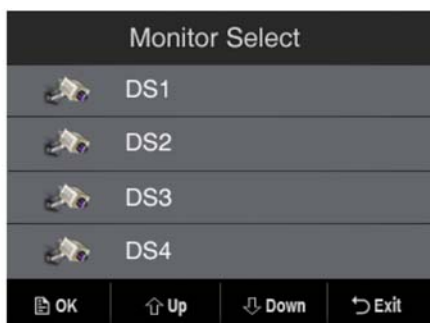 Monitor Select
DS1
DS2
DS3
DS4
OK Up Down Exit